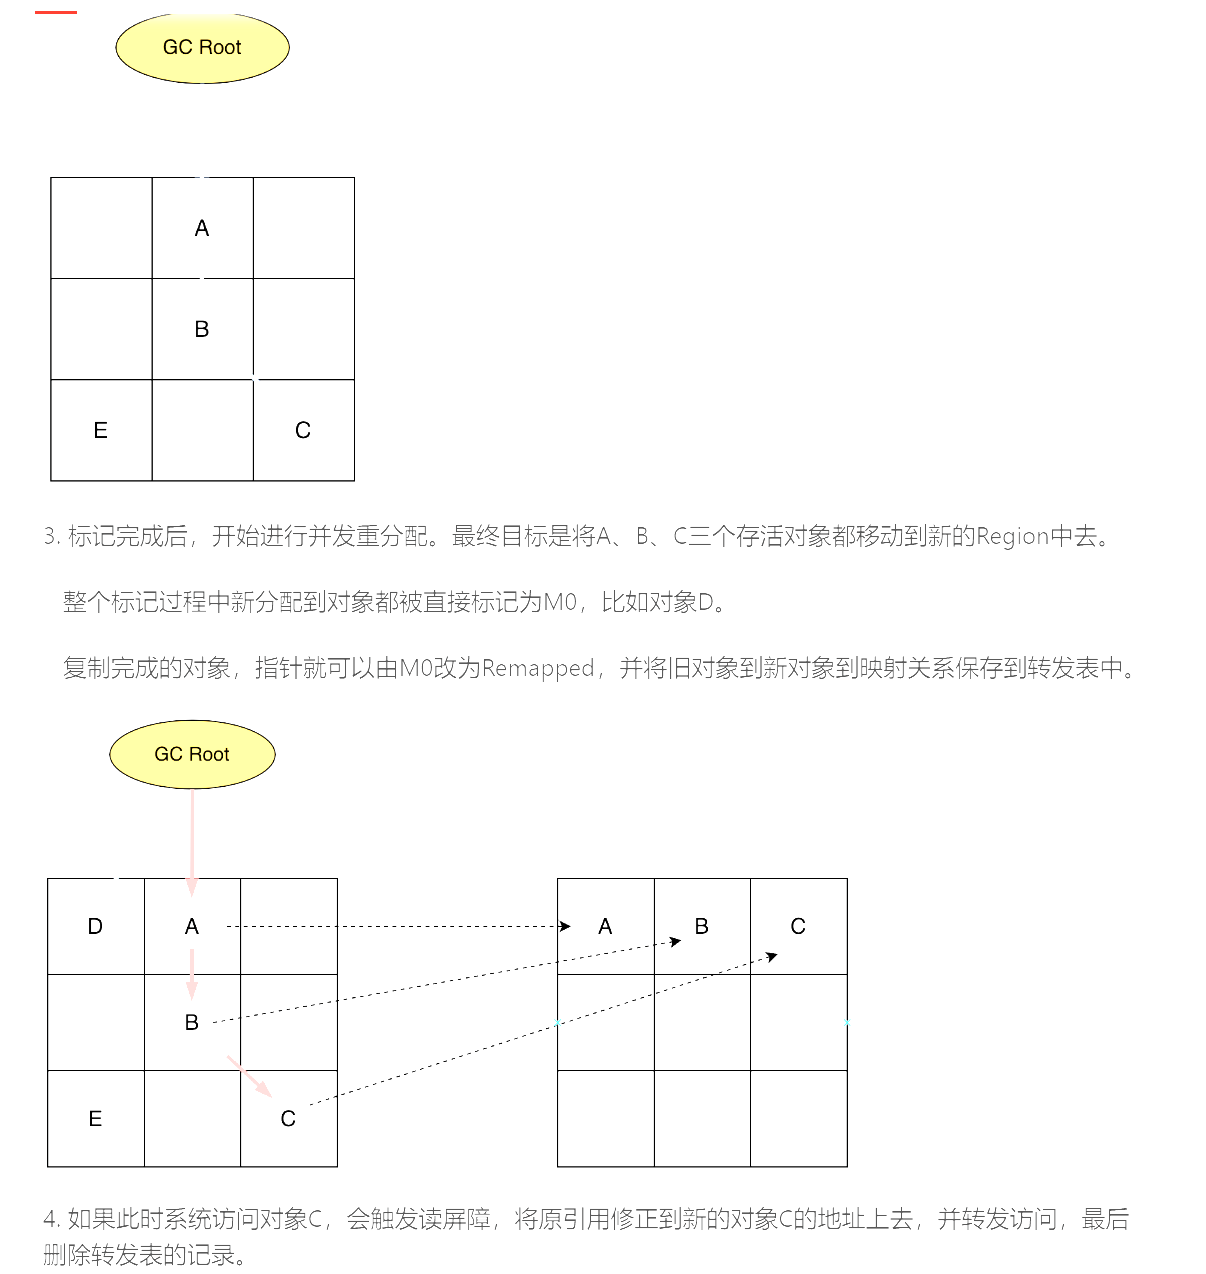 GC Root
A
B
E
C
3. 标记完成后，开始进行并发重分配。最终目标是将A、B、C三个存活对象都移动到新的Region中去。
整个标记过程中新分配到对象都被直接标记为M0，比如对象D。
复制完成的对象，指针就可以由M0改为Remapped，并将旧对象到新对象到映射关系保存到转发表中。
GC Root
D
A
A
B
C
B
E
C
4. 如果此时系统访问对象C，会触发读屏障，将原引用修正到新的对象C的地址上去，并转发访问，最后
删除转发表的记录。